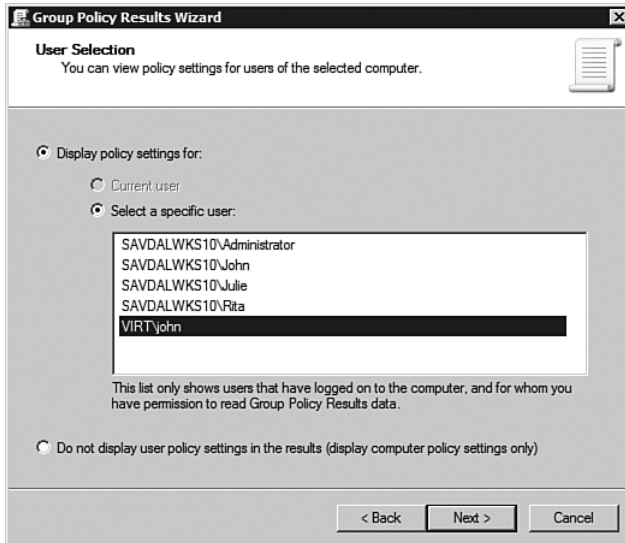 Group Policy Results Wizard
User Selection
You can view policy settings for users of the selected computer.
Display policy settings for:
Current user
Select a specific user:
SAVDALWKS10\Administrator
SAVDALWKS10\John
SAVDALWKS10\Julie
SAVDALWKS10\Rita
VIRT\john
This list only shows users that have logged on to the computer, and for whom you
have permission to read Group Policy Results data.
Do not display user policy settings in the results (display computer policy settings only)
< Back Next > Cancel